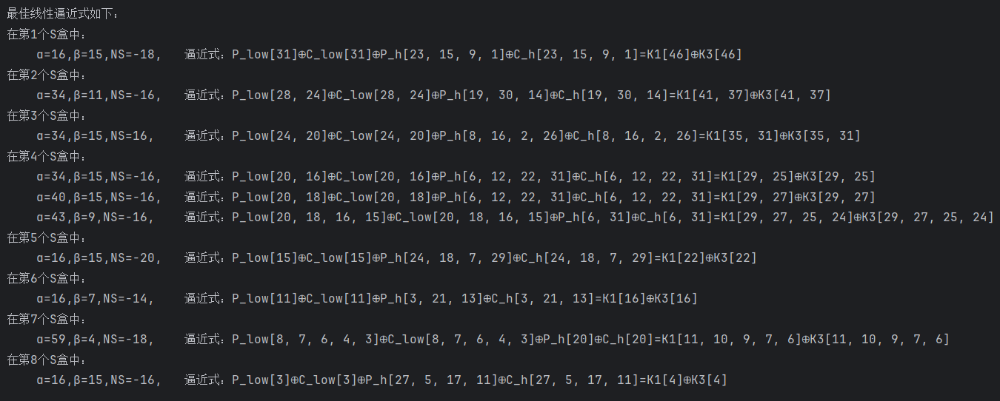 最佳线性逼近式如下：
在第1个S盒中：
α=16,β=15,NS=-18,   逼近式：P_low[31]⊕C_low[31]⊕P_h[23, 15, 9, 1]⊕C_h[23, 15, 9, 1]=K1[46]⊕K3[46]
在第2个S盒中：
α=34,β=11,NS=-16,   逼近式：P_low[28, 24]⊕C_low[28, 24]⊕P_h[19, 30, 14]⊕C_h[19, 30, 14]=K1[41, 37]⊕K3[41, 37]
在第3个S盒中：
α=34,β=15,NS=16,   逼近式：P_low[24, 20]⊕C_low[24, 20]⊕P_h[8, 16, 2, 26]⊕C_h[8, 16, 2, 26]=K1[35, 31]⊕K3[35, 31]
在第4个S盒中：
α=34,β=15,NS=-16,   逼近式：P_low[20, 16]⊕C_low[20, 16]⊕P_h[6, 12, 22, 31]⊕C_h[6, 12, 22, 31]=K1[29, 25]⊕K3[29, 25]
α=40,β=15,NS=-16,   逼近式：P_low[20, 18]⊕C_low[20, 18]⊕P_h[6, 12, 22, 31]⊕C_h[6, 12, 22, 31]=K1[29, 27]⊕K3[29, 27]
α=43,β=9,NS=-16,   逼近式：P_low[20, 18, 16, 15]⊕C_low[20, 18, 16, 15]⊕P_h[6, 31]⊕C_h[6, 31]=K1[29, 27, 25, 24]⊕K3[29, 27, 25, 24]
在第5个S盒中：
α=16,β=15,NS=-20,   逼近式：P_low[15]⊕C_low[15]⊕P_h[24, 18, 7, 29]⊕C_h[24, 18, 7, 29]=K1[22]⊕K3[22]
在第6个S盒中：
α=16,β=7,NS=-14,   逼近式：P_low[11]⊕C_low[11]⊕P_h[3, 21, 13]⊕C_h[3, 21, 13]=K1[16]⊕K3[16]
在第7个S盒中：
α=59,β=4,NS=-18,   逼近式：P_low[8, 7, 6, 4, 3]⊕C_low[8, 7, 6, 4, 3]⊕P_h[20]⊕C_h[20]=K1[11, 10, 9, 7, 6]⊕K3[11, 10, 9, 7, 6]
在第8个S盒中：
α=16,β=15,NS=-16,   逼近式：P_low[3]⊕C_low[3]⊕P_h[27, 5, 17, 11]⊕C_h[27, 5, 17, 11]=K1[4]⊕K3[4]